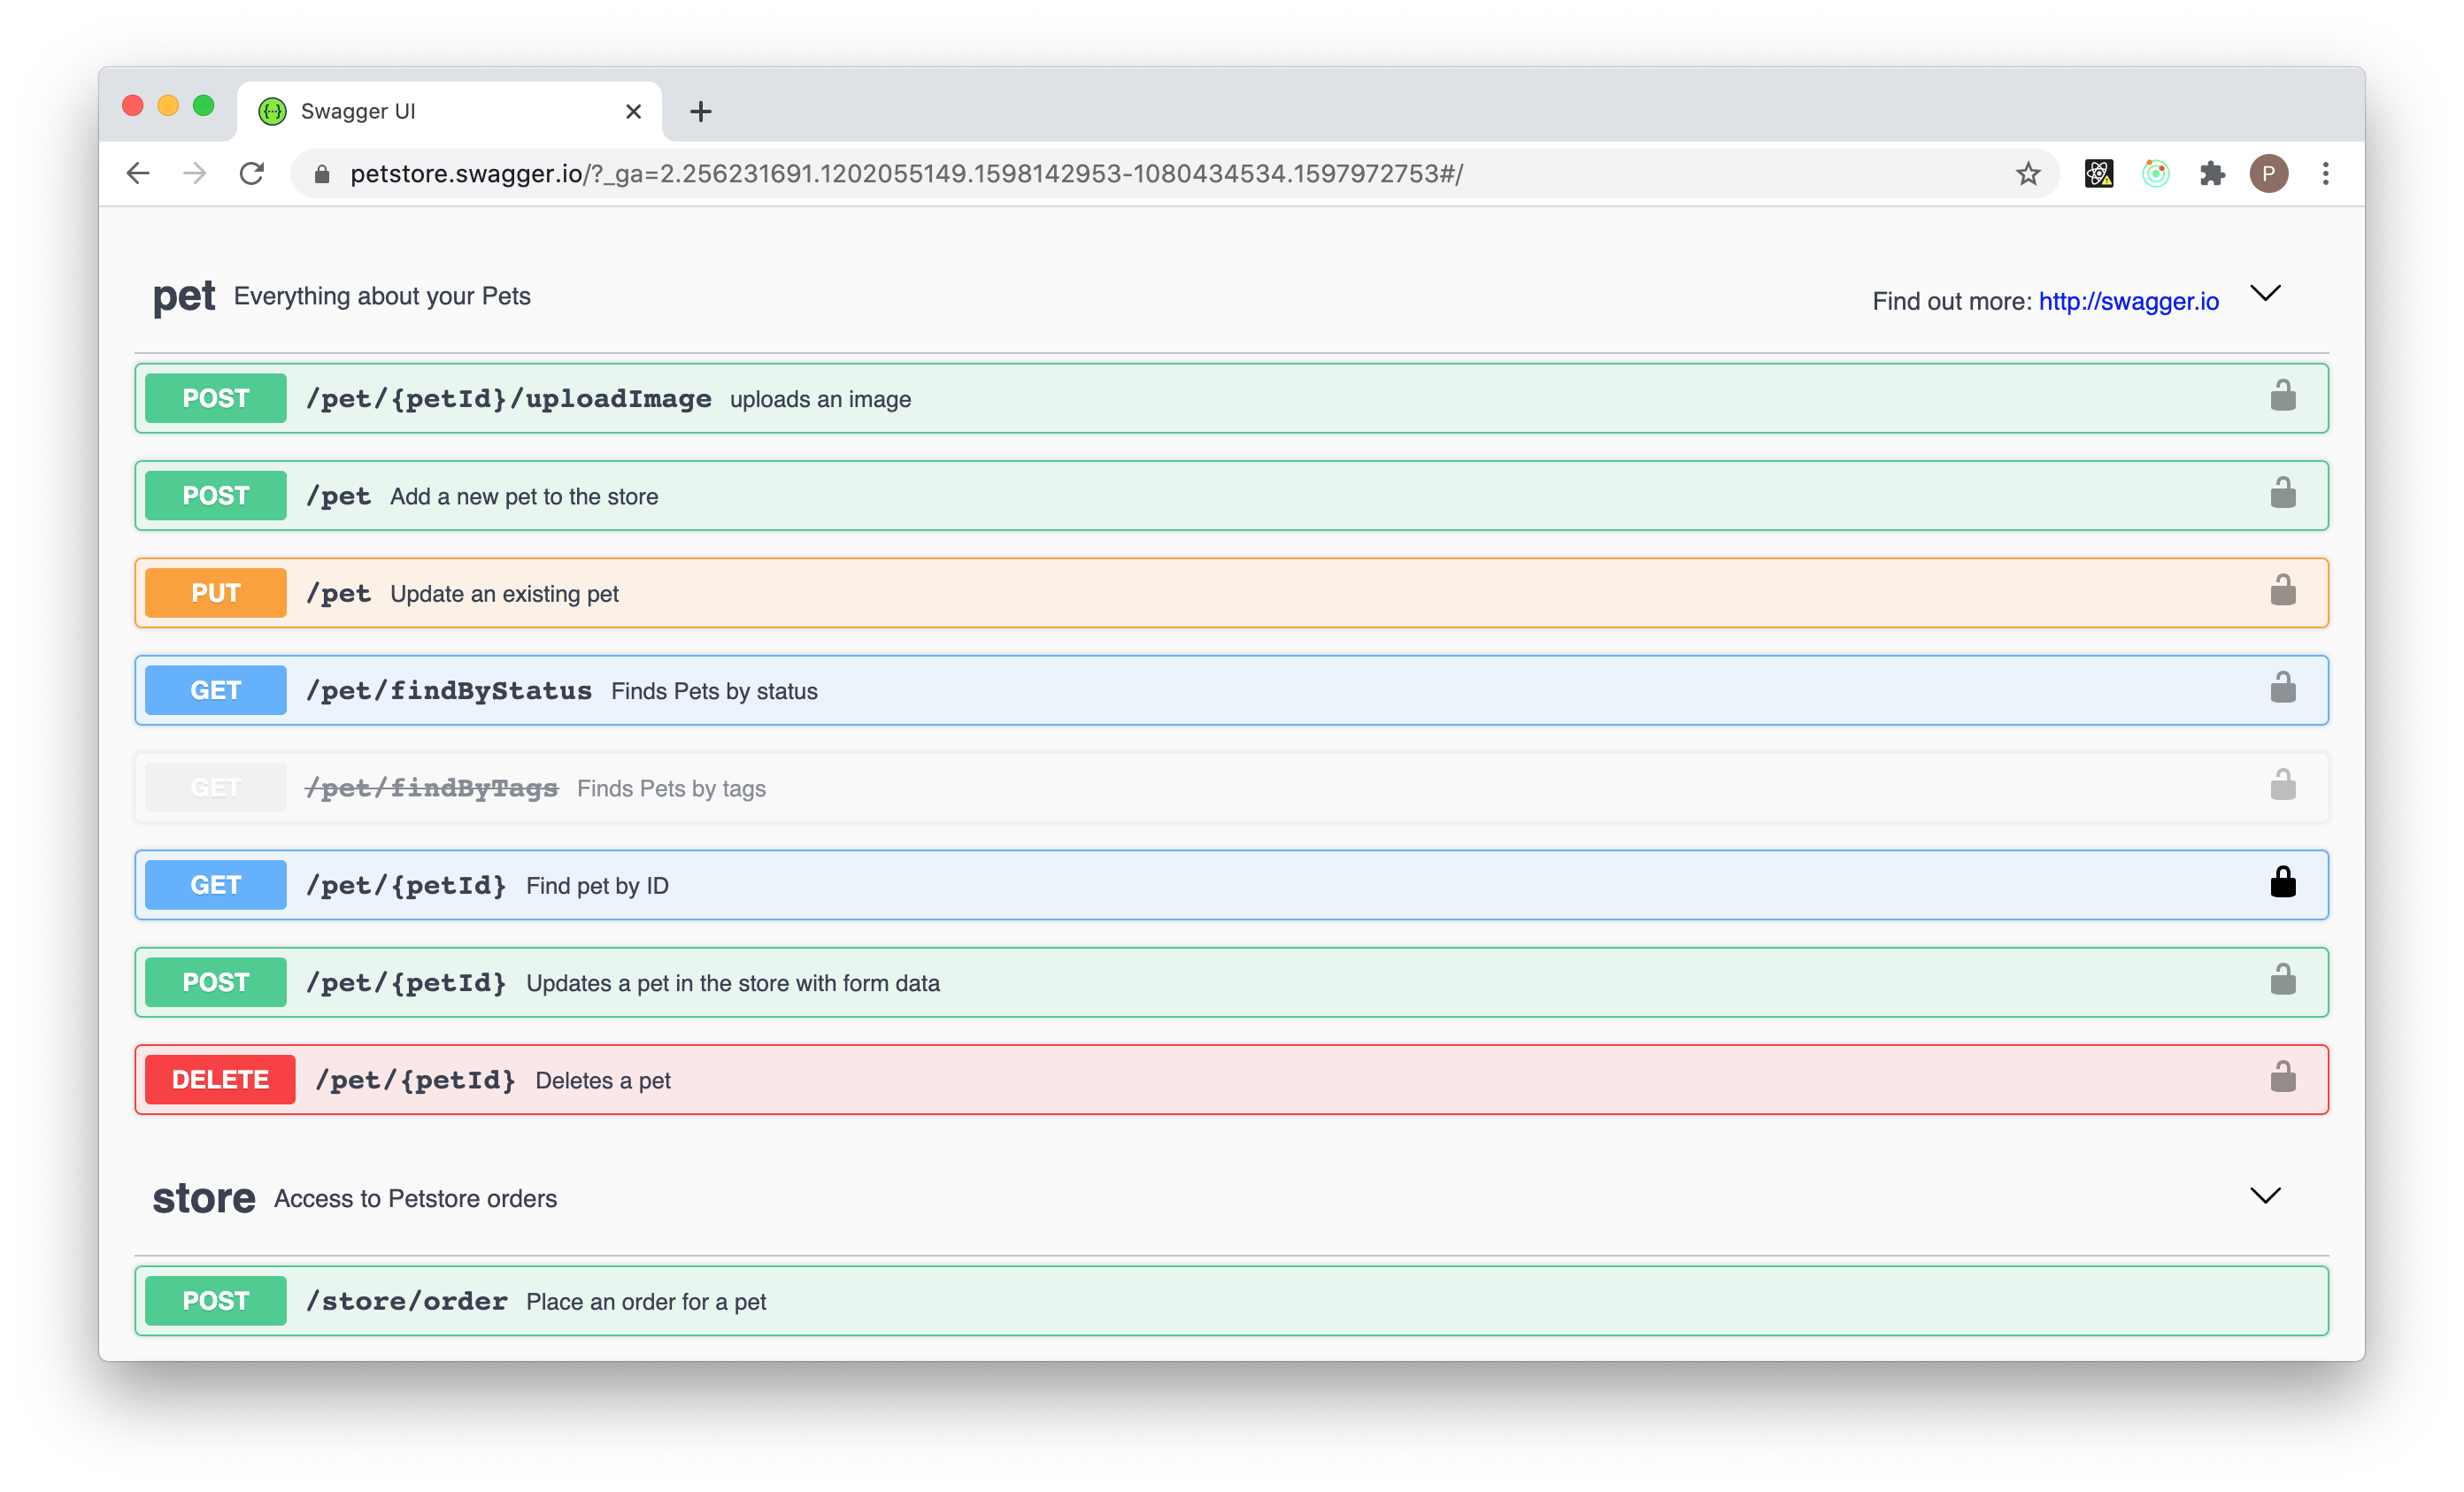 Swagger UI
petstore.swagger.io/?_ga=2.256231691.1202055149.1598142953-1080434534.1597972753#/
P
pet Everything about your Pets
Find out more: http://swagger.io
POST /pet/{petId}/uploadImage uploads an image
POST /pet Add a new pet to the store
PUT /pet Update an existing pet
GET /pet/findByStatus Finds Pets by status
GET /pet/findByTags Finds Pets by tags
GET /pet/{petId} Find pet by ID
POST /pet/{petId} Updates a pet in the store with form data
DELETE /pet/{petId} Deletes a pet
store Access to Petstore orders
POST /store/order Place an order for a pet